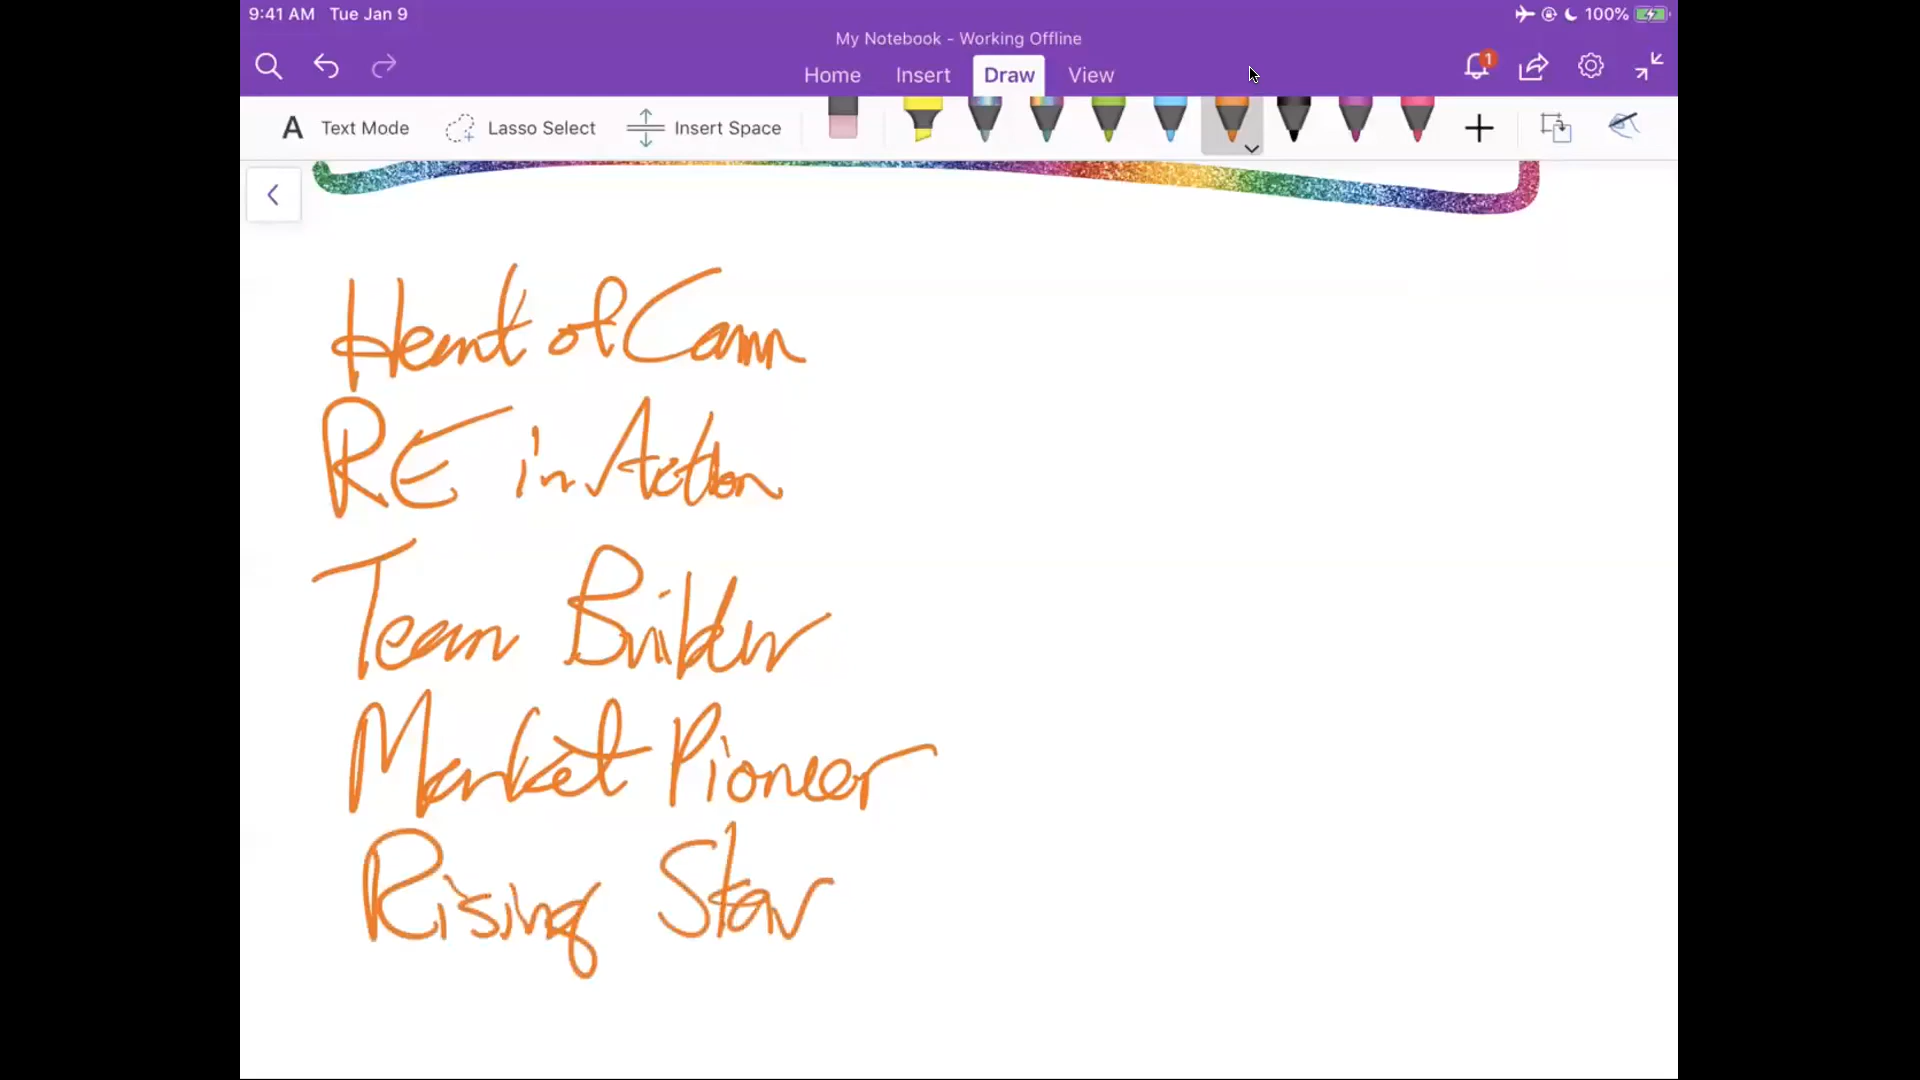 9:41 AM Tue Jan 9 100%
My Notebook - Working Offline
Home Insert Draw View 1
A Text Mode Lasso Select Insert Space
Heart of
RE in Action
Team Builder
Market Pioneer
Rising Star